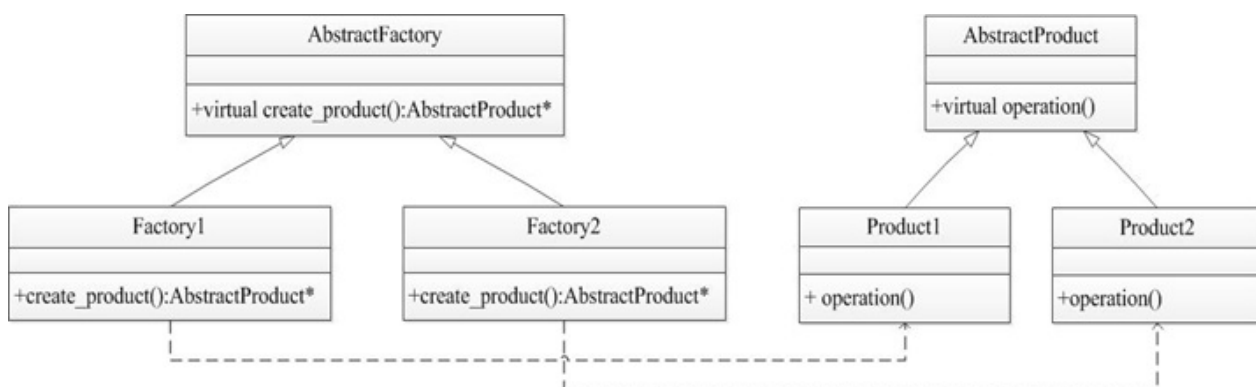 AbstractFactory
+virtual create_product():AbstractProduct*
AbstractProduct
+virtual operation()
Factory1
+create_product():AbstractProduct*
Factory2
+create_product():AbstractProduct*
Product1
+ operation()
Product2
+operation()